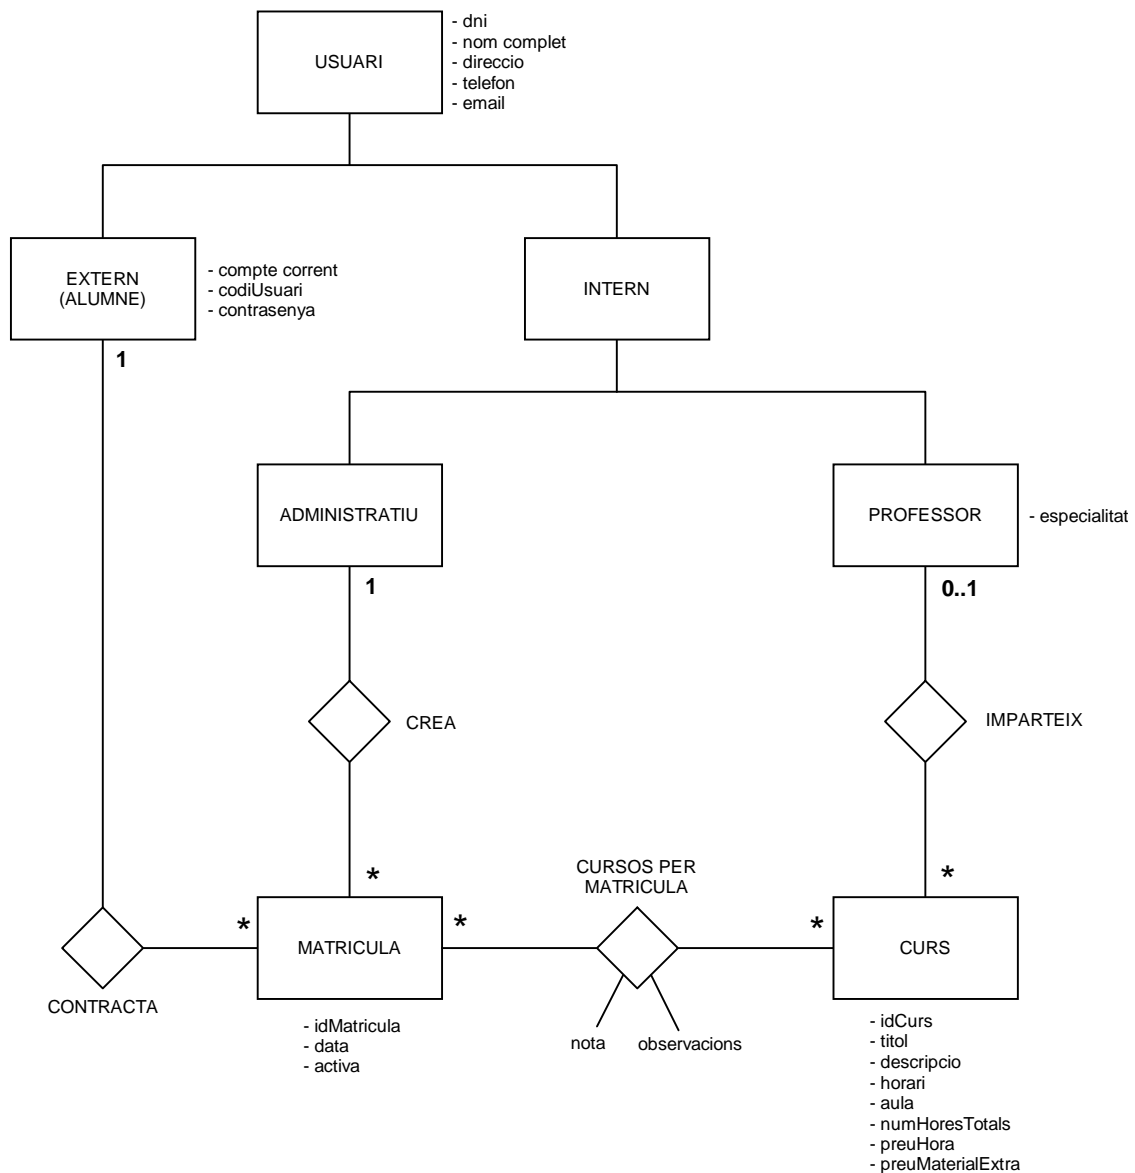 USUARI
- dni
- nom complet
- direccio
- telefon
- email
EXTERN
(ALUMNE)
- compte corrent
- codiUsuari
- contrasenya
INTERN
1
ADMINISTRATIU
PROFESSOR
- especialitat
1
0..1
CREA
IMPARTEIX
*
CURSOS PER
MATRICULA
*
*
MATRICULA
*
*
CURS
CONTRACTA
- idMatricula
- data
- activa
nota
observacions
- idCurs
- titol
- descripcio
- horari
- aula
- numHoresTotals
- preuHora
- preuMaterialExtra